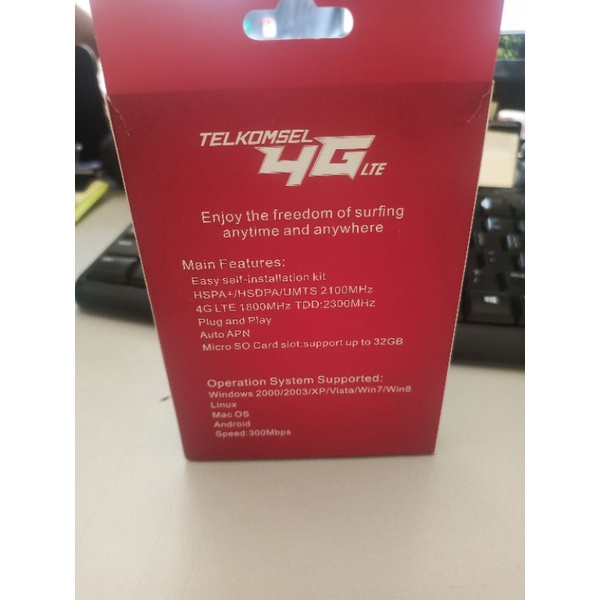 TELKOMSEL
4G LTE
Enjoy the freedom of surfing
anytime and anywhere
Main Features:
Easy self-installation kit
HSPA+/HSDPA/UMTS 2100MHz
4G LTE 1800MHz TDD:2300MHz
Plug and Play
Auto APN
Micro SO Card slot:support up to 32GB
Operation System Supported:
Windows 2000/2003/XP/Vista/Win7/Win8
Linux
Mac OS
Android
Speed:300Mbps